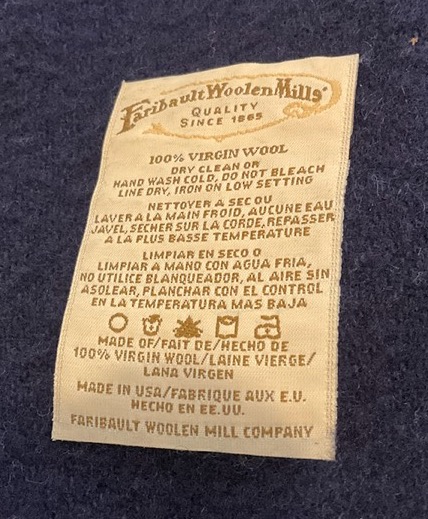 Faribault Woolen Mills®
QUALITY
SINCE 1865
100% VIRGIN WOOL
DRY CLEAN OR
HAND WASH COLD, DO NOT BLEACH
LINE DRY, IRON ON LOW SETTING
NETTOYER A SEC OU
LAVER A LA MAIN FROID, AUCUNE EAU
JAVEL, SECHER SUR LA CORDE, REPASSER
A LA PLUS BASSE TEMPERATURE
LIMPIAR EN SECO O
LIMPIAR A MANO CON AGUA FRIA,
NO UTILICE BLANQUEADOR, AL AIRE SIN
ASOLEAR, PLANCHAR CON EL CONTROL
EN LA TEMPERATURA MAS BAJA
MADE OF/FAIT DE/HECHO DE
100% VIRGIN WOOL/LAINE VIERGE/
LANA VIRGEN
MADE IN USA/FABRIQUE AUX E.U.
HECHO EN EE.UU.
FARIBAULT WOOLEN MILL COMPANY